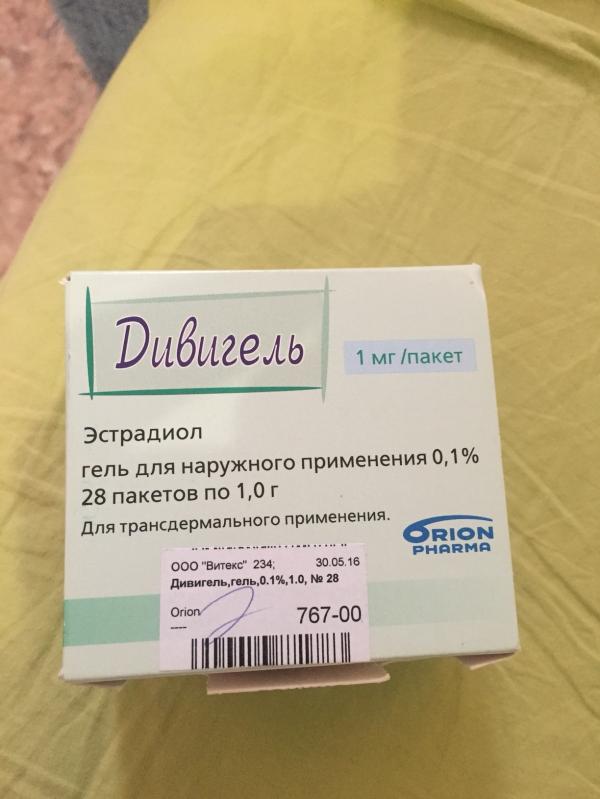 Дивигель
1 мг/пакет
Эстрадиол
гель для наружного применения 0,1%
28 пакетов по 1,0 г
Для трансдермального применения.
ORION
PHARMA
ООО "Витекс" 234; 30.05.16
Дивигель,гель,0.1%,1.0, № 28
Orion
----
767-00